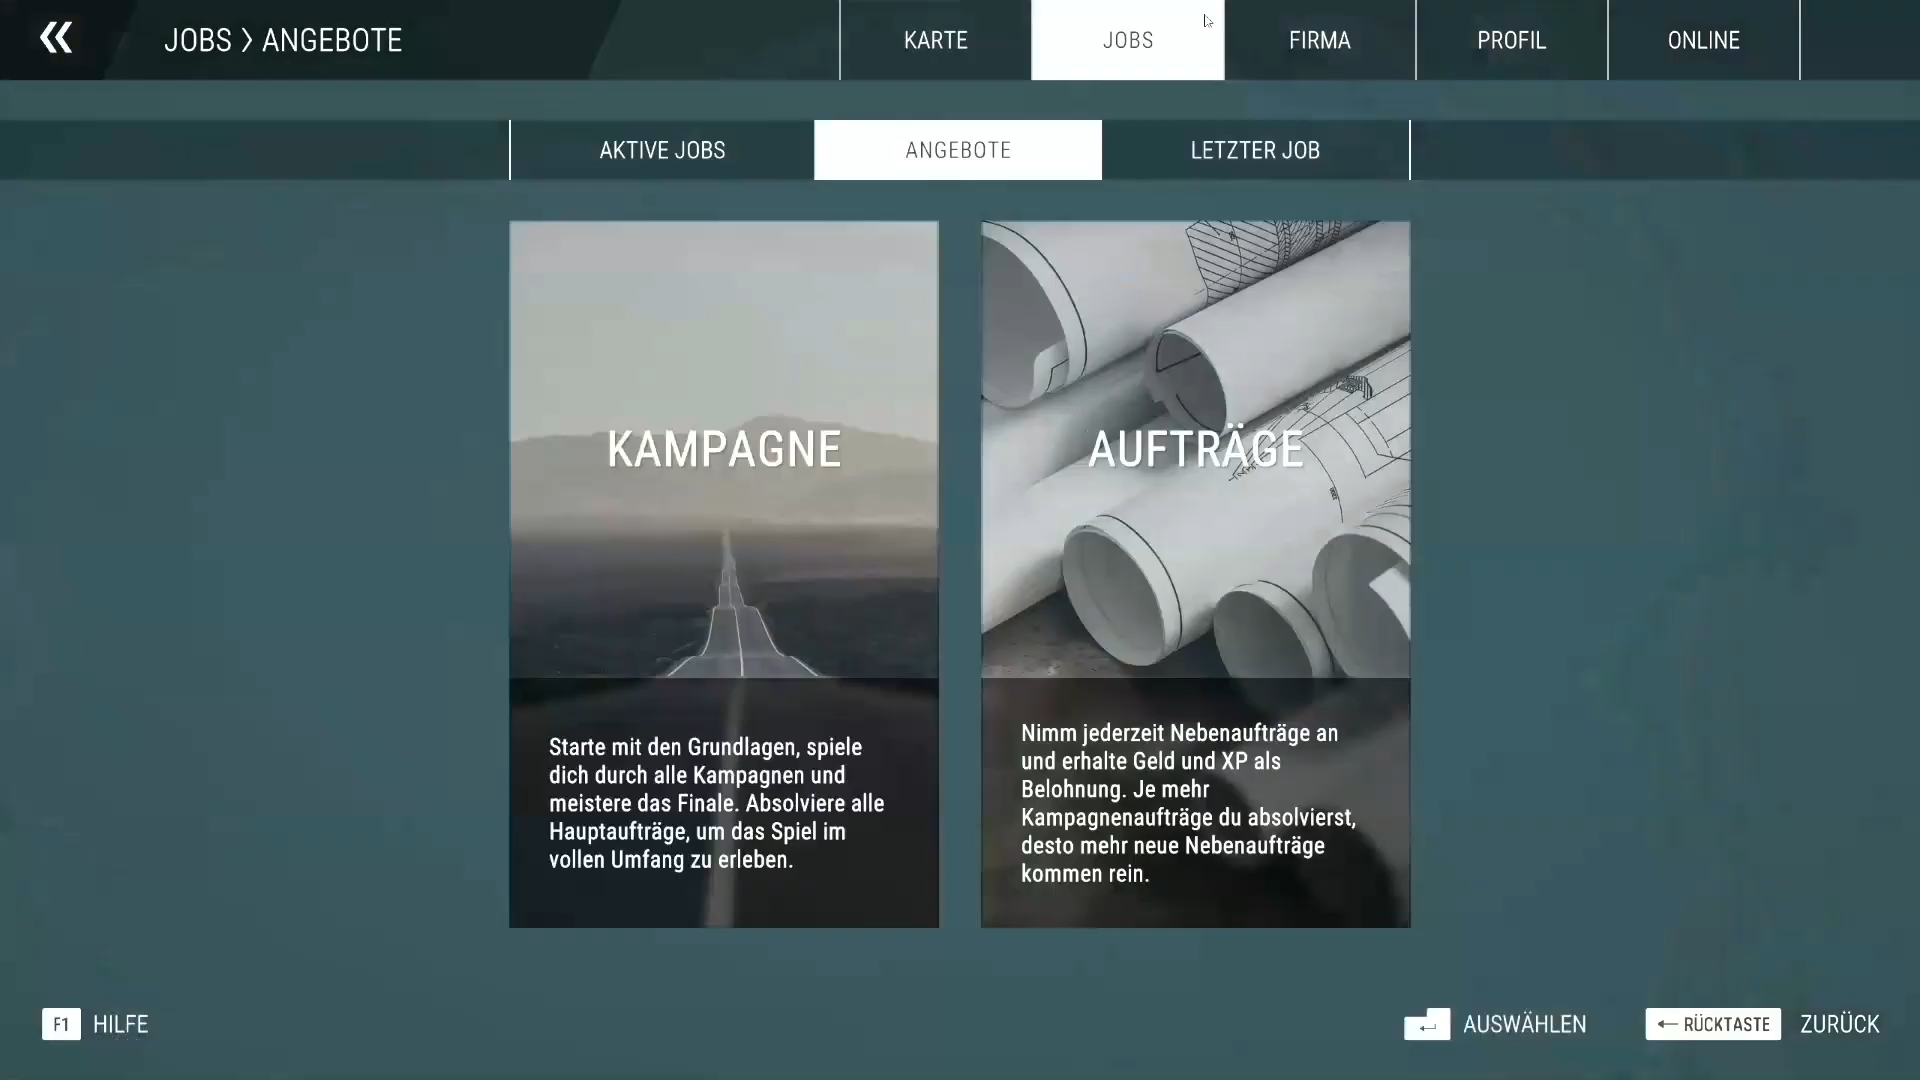 JOBS > ANGEBOTE
KARTE
JOBS
FIRMA
PROFIL
ONLINE
AKTIVE JOBS
ANGEBOTE
LETZTER JOB
KAMPAGNE
Starte mit den Grundlagen, spiele
dich durch alle Kampagnen und
meistere das Finale. Absolviere alle
Hauptaufträge, um das Spiel im
vollen Umfang zu erleben.
AUFTRÄGE
Nimm jederzeit Nebenaufträge an
und erhalte Geld und XP als
Belohnung. Je mehr
Kampagnenaufträge du absolvierst,
desto mehr neue Nebenaufträge
kommen rein.
F1 HILFE
AUSWÄHLEN
← RÜCKTASTE ZURÜCK